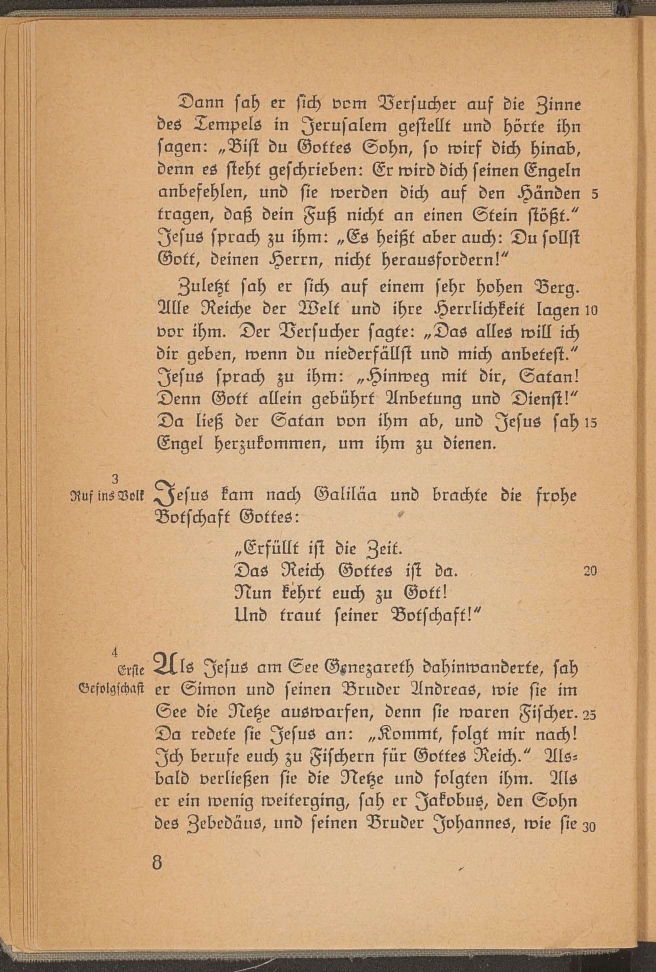 Dann sah er sich vom Versucher auf die Zinne
des Tempels in Jerusalem gestellt und hörte ihn
sagen: „Bist du Gottes Sohn, so wirf dich hinab,
denn es steht geschrieben: Er wird dich seinen Engeln
anbefehlen, und sie werden dich auf den Händen 5
tragen, daß dein Fuß nicht an einen Stein stößt.“
Jesus sprach zu ihm: „Es heißt aber auch: Du sollst
Gott, deinen Herrn, nicht herausfordern!“
Zuletzt sah er sich auf einem sehr hohen Berg.
Alle Reiche der Welt und ihre Herrlichkeit lagen 10
vor ihm. Der Versucher sagte: „Das alles will ich
dir geben, wenn du niederfällst und mich anbetest.“
Jesus sprach zu ihm: „Hinweg mit dir, Satan!
Denn Gott allein gebührt Anbetung und Dienst!“
Da ließ der Satan von ihm ab, und Jesus sah 15
Engel herzukommen, um ihm zu dienen.
3
Ruf ins Volk
Jesus kam nach Galiläa und brachte die frohe
Botschaft Gottes:
„Erfüllt ist die Zeit.
Das Reich Gottes ist da. 20
Nun kehrt euch zu Gott!
Und traut seiner Botschaft!“
4
Erste
Gefolgschaft
Als Jesus am See Genezareth dahinwanderte, sah
er Simon und seinen Bruder Andreas, wie sie im
See die Netze auswarfen, denn sie waren Fischer. 25
Da redete sie Jesus an: „Kommt, folgt mir nach!
Ich berufe euch zu Fischern für Gottes Reich.“ Als-
bald verließen sie die Netze und folgten ihm. Als
er ein wenig weiterging, sah er Jakobus, den Sohn
des Zebedäus, und seinen Bruder Johannes, wie sie 30
8